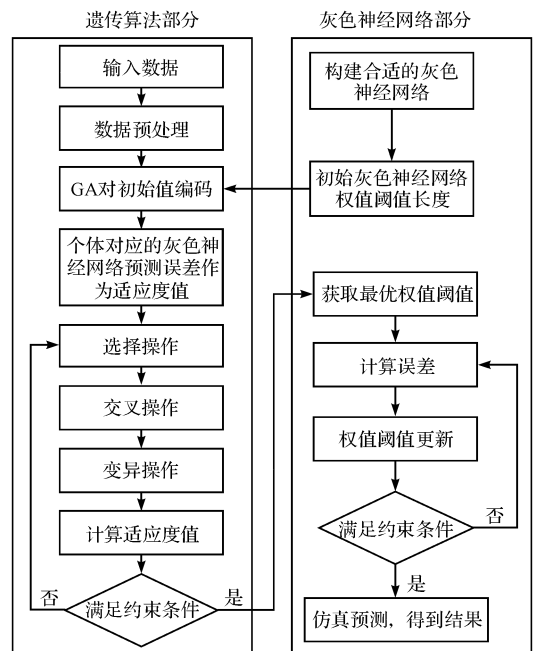 遗传算法部分
输入数据
数据预处理
GA对初始值编码
个体对应的灰色神
经网络预测误差作
为适应度值
选择操作
交叉操作
变异操作
计算适应度值
满足约束条件
否
是
灰色神经网络部分
构建合适的灰色
神经网络
初始灰色神经网络
权值阈值长度
获取最优权值阈值
计算误差
权值阈值更新
满足约束条件
否
是
仿真预测，得到结果